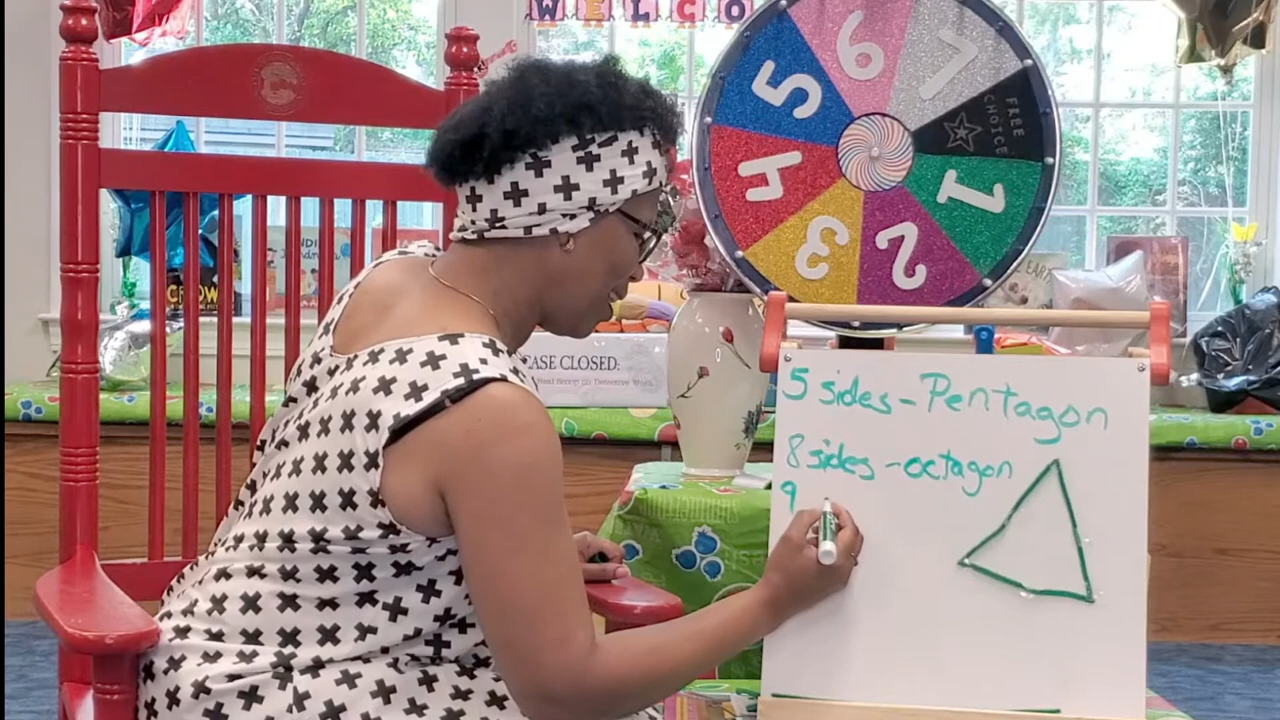 WELCO
6
7
5
FREE
CHOICE
4
1
3
2
CROW
CASE CLOSED:
5 sides - Pentagon
8 sides - octagon
9